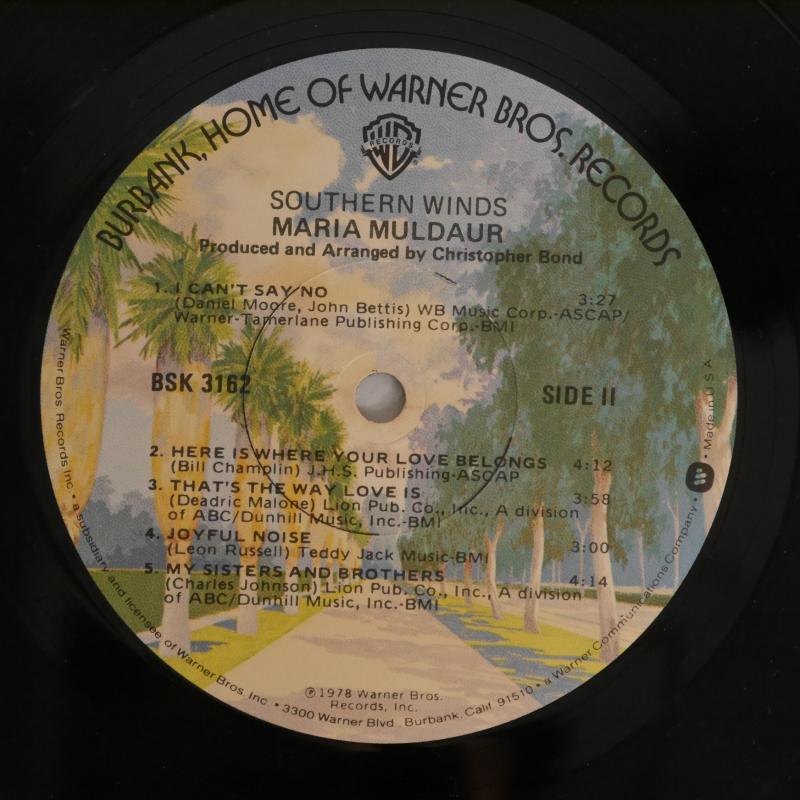 BURBANK, HOME OF WARNER BROS. RECORDS
W
RECORDS
SOUTHERN WINDS
MARIA MULDAUR
Produced and Arranged by Christopher Bond
1. I CAN'T SAY NO 3:27
(Daniel Moore, John Bettis) WB Music Corp.-ASCAP/
Warner-Tamerlane Publishing Corp.-BMI
BSK 3162 SIDE II
2. HERE IS WHERE YOUR LOVE BELONGS 4:12
(Bill Champlin) J.H.S. Publishing-ASCAP
3. THAT'S THE WAY LOVE IS 3:58
(Deadric Malone) Lion Pub. Co., Inc., A division
of ABC/Dunhill Music, Inc.-BMI
4. JOYFUL NOISE 3:00
(Leon Russell) Teddy Jack Music-BMI
5. MY SISTERS AND BROTHERS 4:14
(Charles Johnson) Lion Pub. Co., Inc., A division
of ABC/Dunhill Music, Inc.-BMI
℗1978 Warner Bros.
Records, Inc.
Warner Bros. Records Inc. • a subsidiary and licensee of Warner Bros. Inc. • 3300 Warner Blvd., Burbank, Calif. 91510 • a Warner Communications Company • Made in U.S.A.